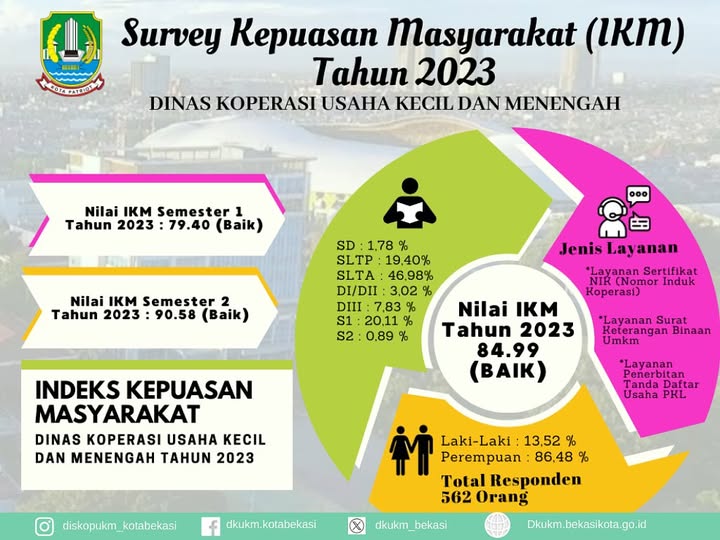 Survey Kepuasan Masyarakat (IKM)
Tahun 2023
DINAS KOPERASI USAHA KECIL DAN MENENGAH
KOTA PATRIOT
Nilai IKM Semester 1
Tahun 2023 : 79.40 (Baik)
Nilai IKM Semester 2
Tahun 2023 : 90.58 (Baik)
INDEKS KEPUASAN
MASYARAKAT
DINAS KOPERASI USAHA KECIL
DAN MENENGAH TAHUN 2023
SD : 1,78 %
SLTP : 19,40%
SLTA : 46,98%
DI/DII : 3,02 %
DIII : 7,83 %
S1 : 20,11 %
S2 : 0,89 %
Nilai IKM
Tahun 2023
84.99
(BAIK)
Jenis Layanan
*Layanan Sertifikat
NIK (Nomor Induk
Koperasi)
*Layanan Surat
Keterangan Binaan
Umkm
*Layanan
Penerbitan
Tanda Daftar
Usaha PKL
Laki-Laki : 13,52 %
Perempuan : 86,48 %
Total Responden
562 Orang
diskopukm_kotabekasi
dkukm.kotabekasi
dkukm_bekasi
Dkukm.bekasikota.go.id